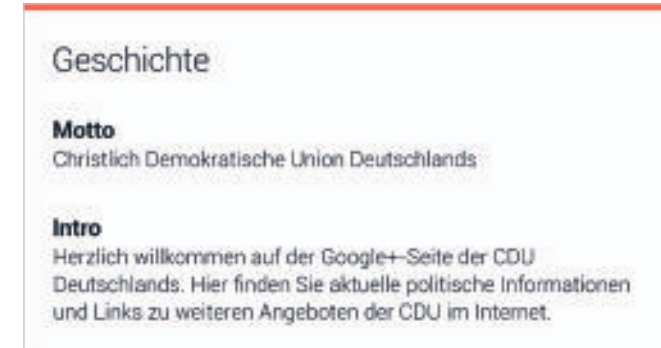 Geschichte
Motto
Christlich Demokratische Union Deutschlands
Intro
Herzlich willkommen auf der Google+-Seite der CDU
Deutschlands. Hier finden Sie aktuelle politische Informationen
und Links zu weiteren Angeboten der CDU im Internet.